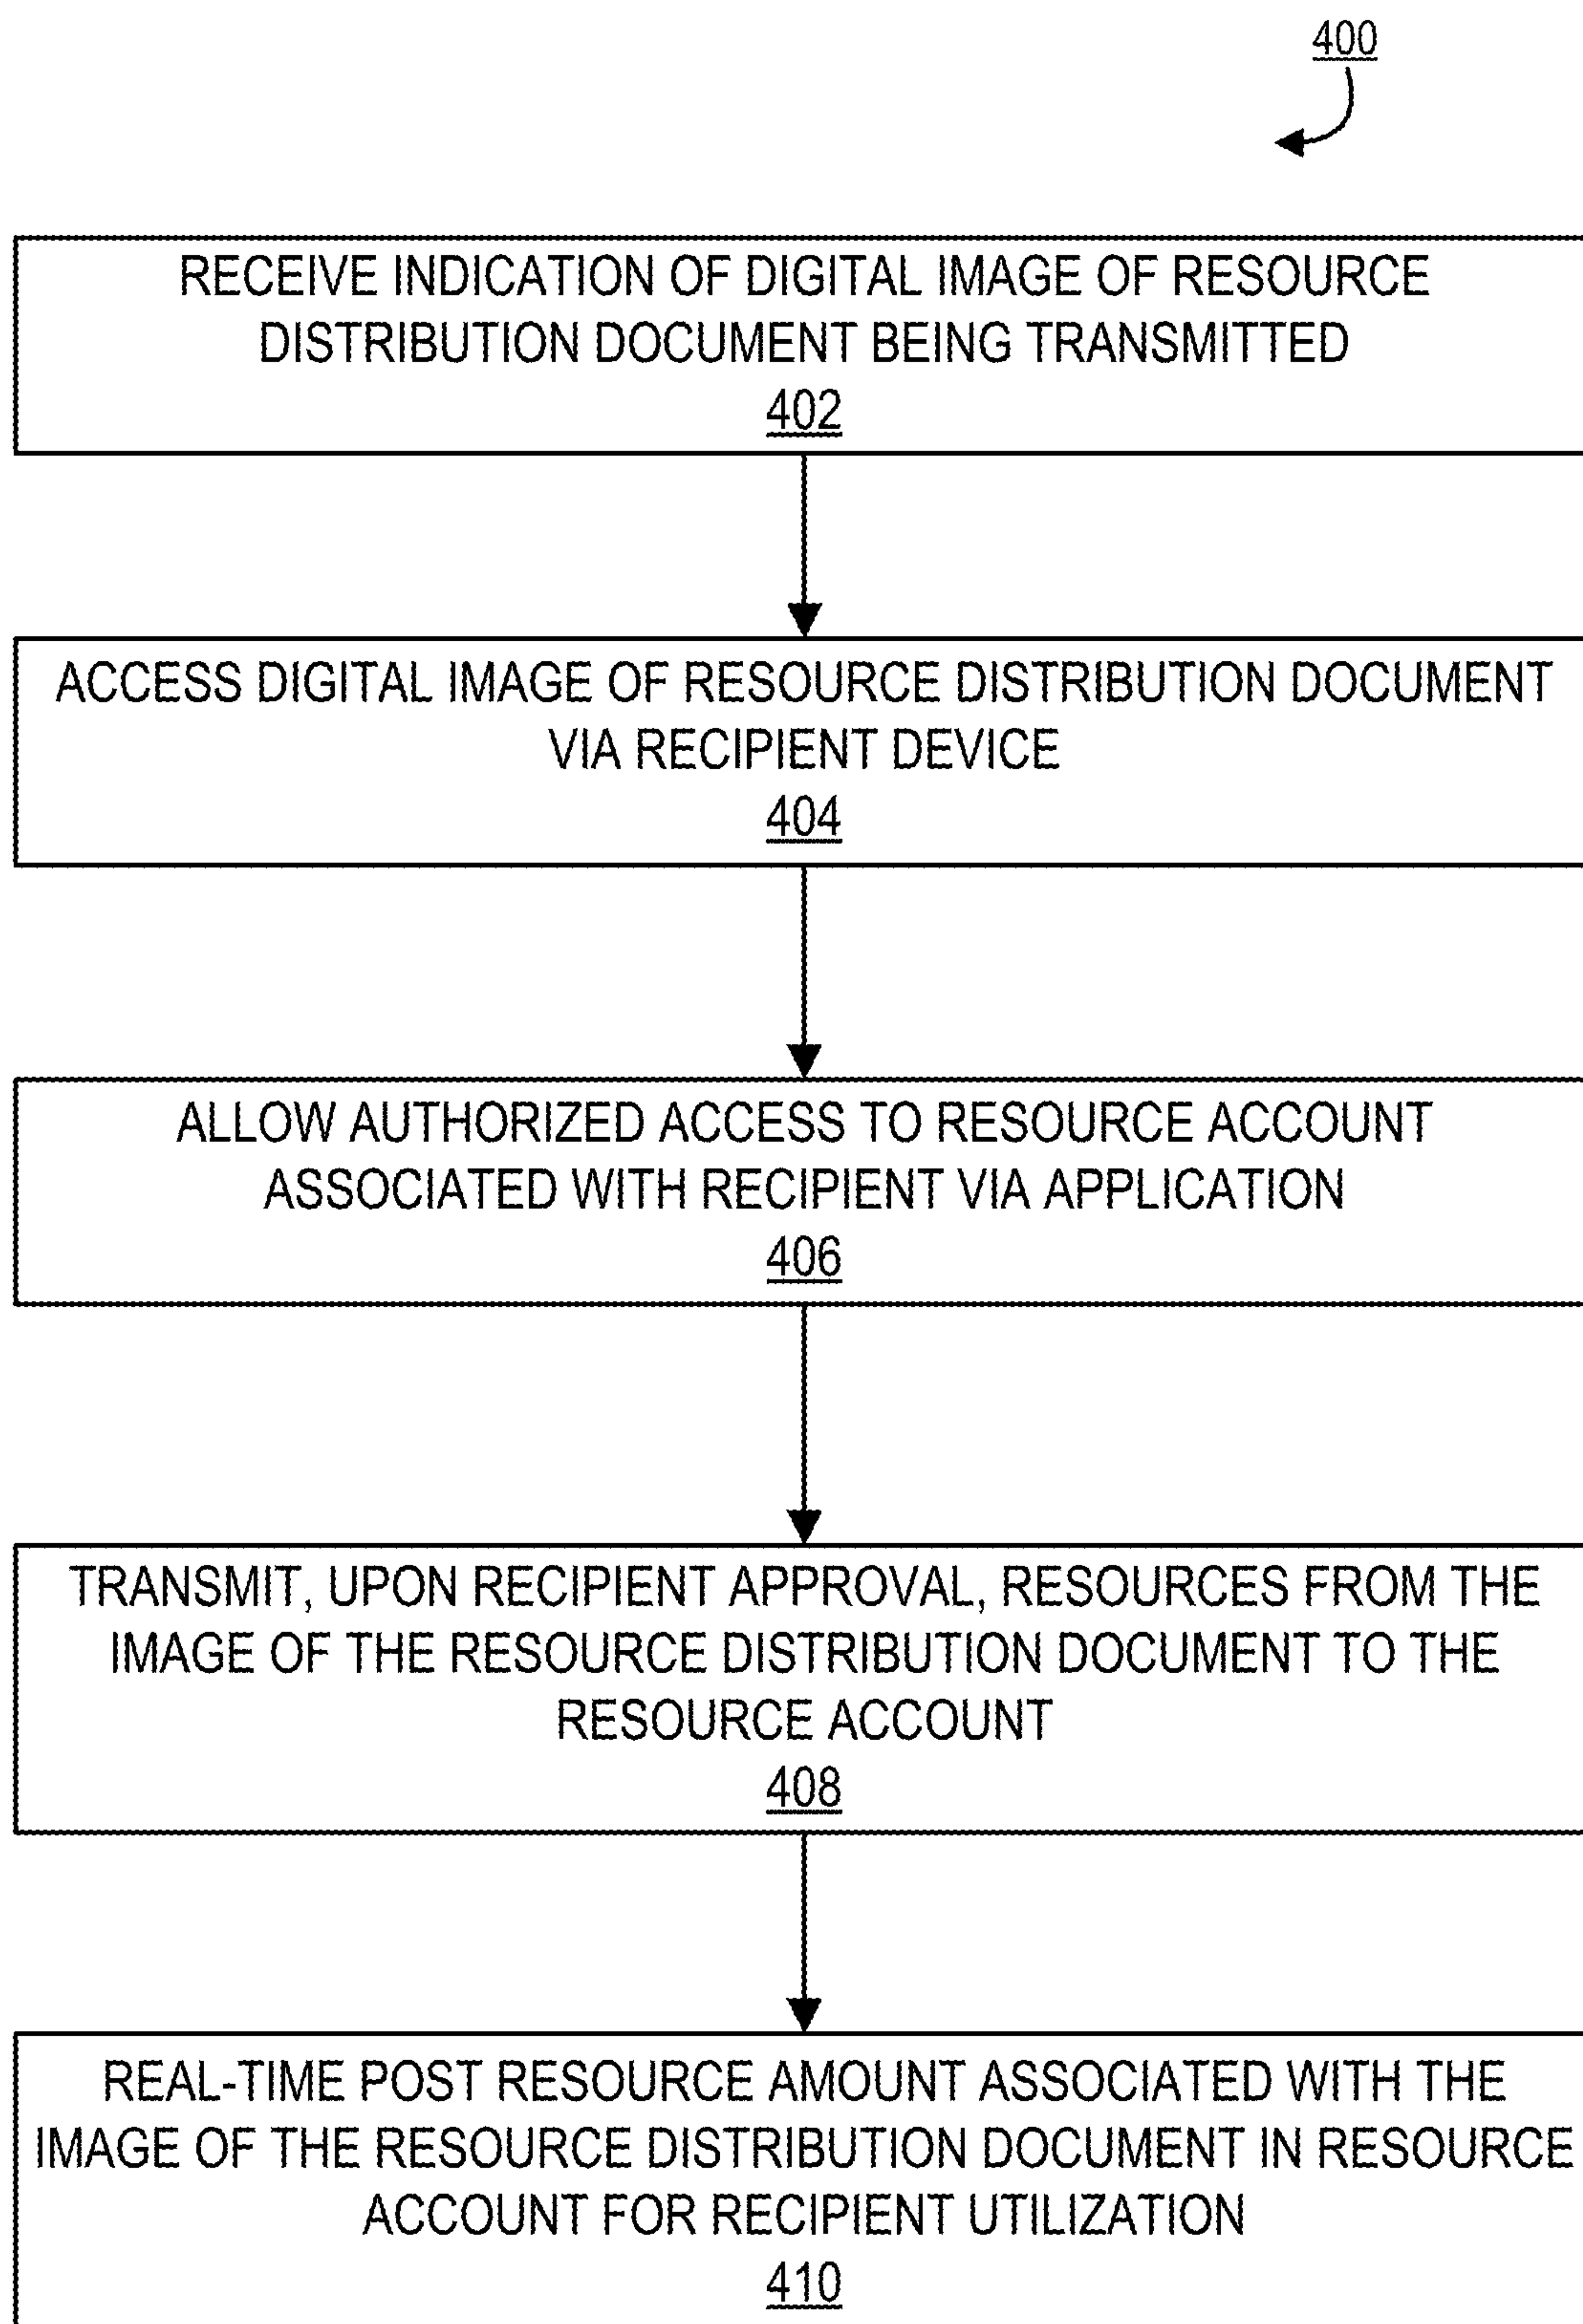 400
RECEIVE INDICATION OF DIGITAL IMAGE OF RESOURCE
DISTRIBUTION DOCUMENT BEING TRANSMITTED
402
ACCESS DIGITAL IMAGE OF RESOURCE DISTRIBUTION DOCUMENT
VIA RECIPIENT DEVICE
404
ALLOW AUTHORIZED ACCESS TO RESOURCE ACCOUNT
ASSOCIATED WITH RECIPIENT VIA APPLICATION
406
TRANSMIT, UPON RECIPIENT APPROVAL, RESOURCES FROM THE
IMAGE OF THE RESOURCE DISTRIBUTION DOCUMENT TO THE
RESOURCE ACCOUNT
408
REAL-TIME POST RESOURCE AMOUNT ASSOCIATED WITH THE
IMAGE OF THE RESOURCE DISTRIBUTION DOCUMENT IN RESOURCE
ACCOUNT FOR RECIPIENT UTILIZATION
410